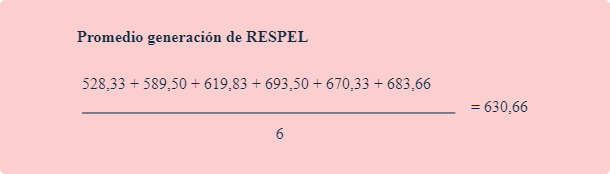 Promedio generación de RESPEL
528,33 + 589,50 + 619,83 + 693,50 + 670,33 + 683,66
= 630,66
6